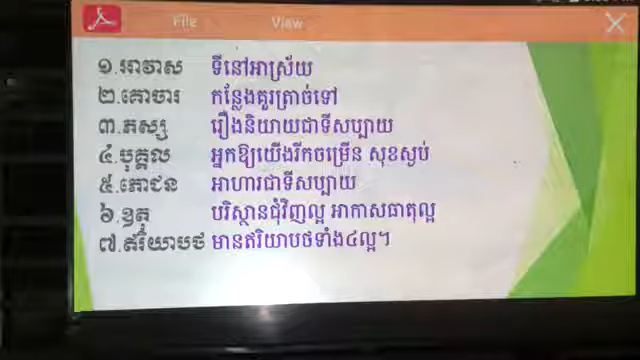 File View
១.អាវាស ទីនៅអាស្រ័យ
២.គោចារ កន្លែងគួរត្រាច់ទៅ
៣.ភស្ស រឿងនិយាយជាទីសប្បាយ
៤.បុគ្គល អ្នកឱ្យយើងរីកចម្រើន សុខស្ងប់
៥.ភោជន អាហារជាទីសប្បាយ
៦.ឧតុ បរិស្ថានជុំវិញល្អ អាកាសធាតុល្អ
៧.ឥរិយាបថ មានឥរិយាបថទាំង៤ល្អ។